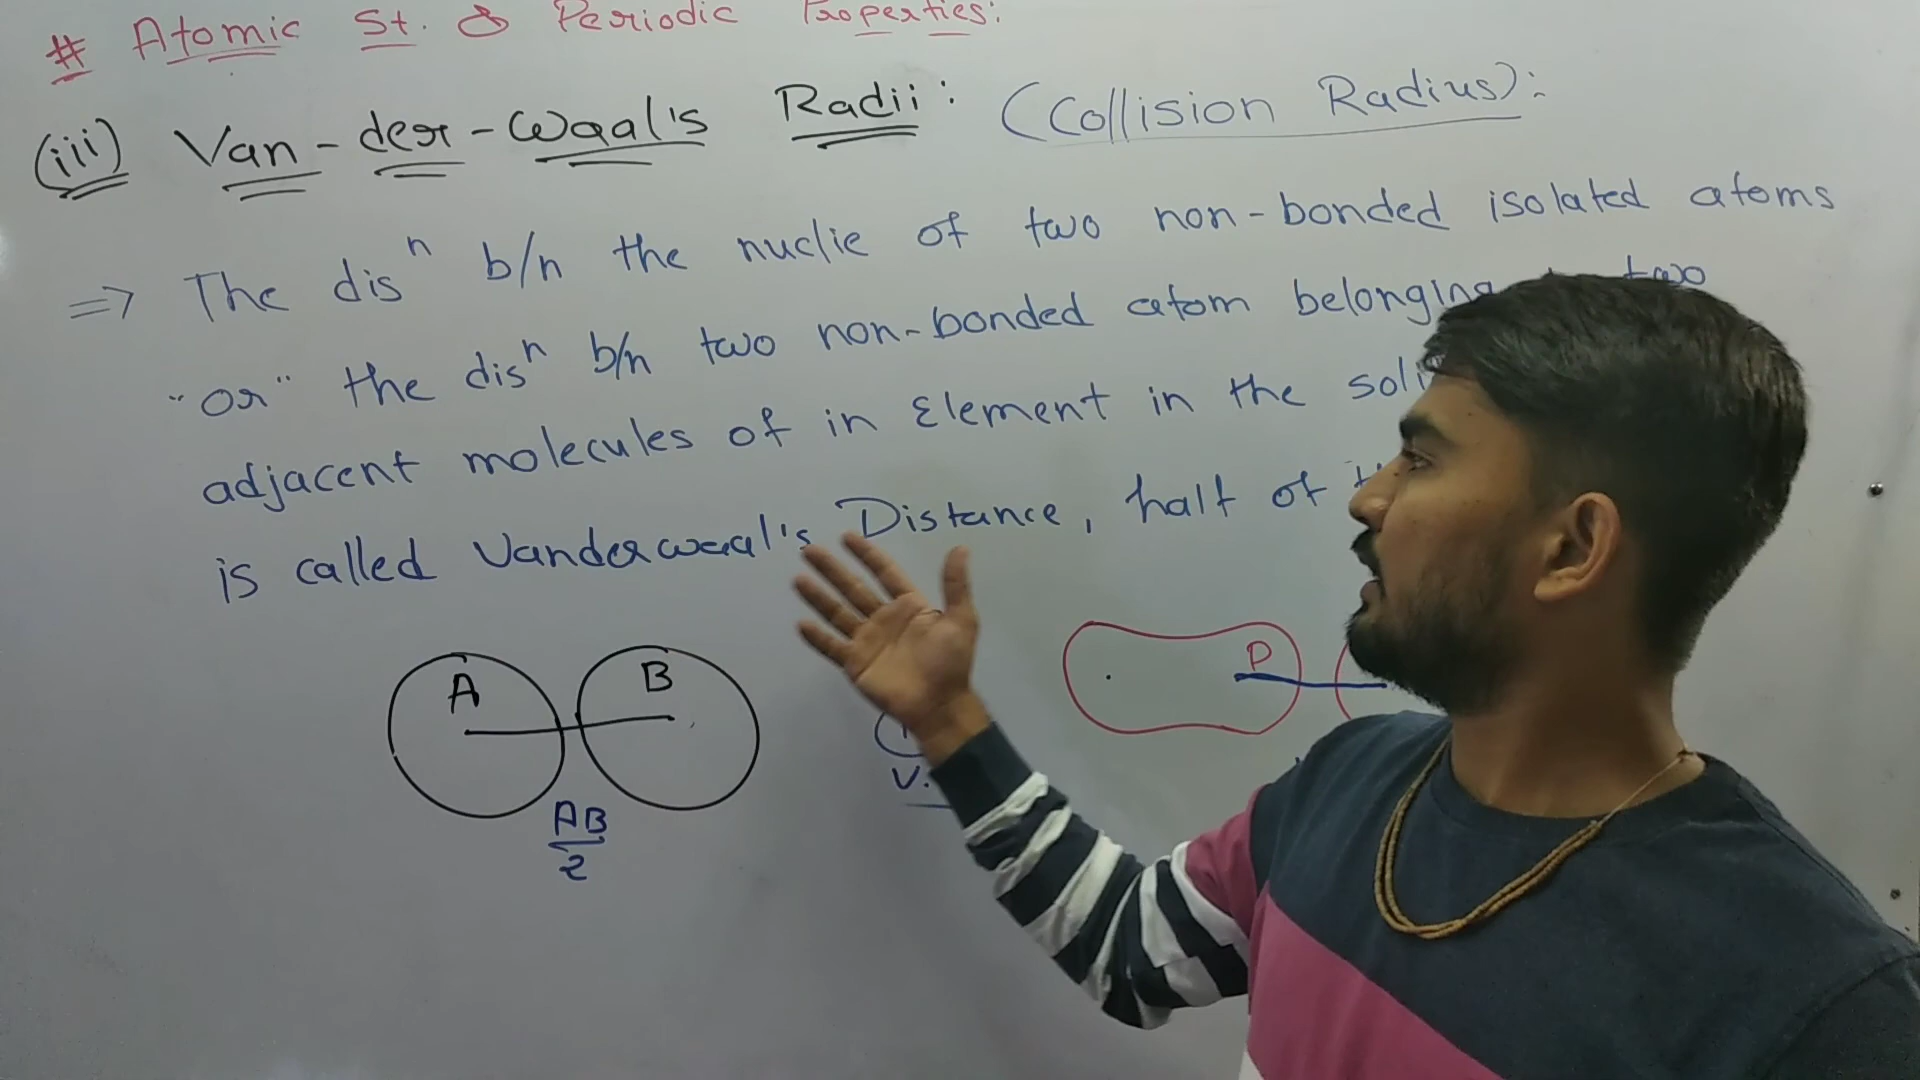 # Atomic St. & Periodic Properties:
(iii) Van-der-waal's Radii: (Collision Radius):
=> The disⁿ b/n the nuclie of two non-bonded isolated atoms
"or" the disⁿ b/n two non-bonded atom belonging two
adjacent molecules of in Element in the soli
is called Vanderwaal's Distance, half of
A B P
AB
2
V.